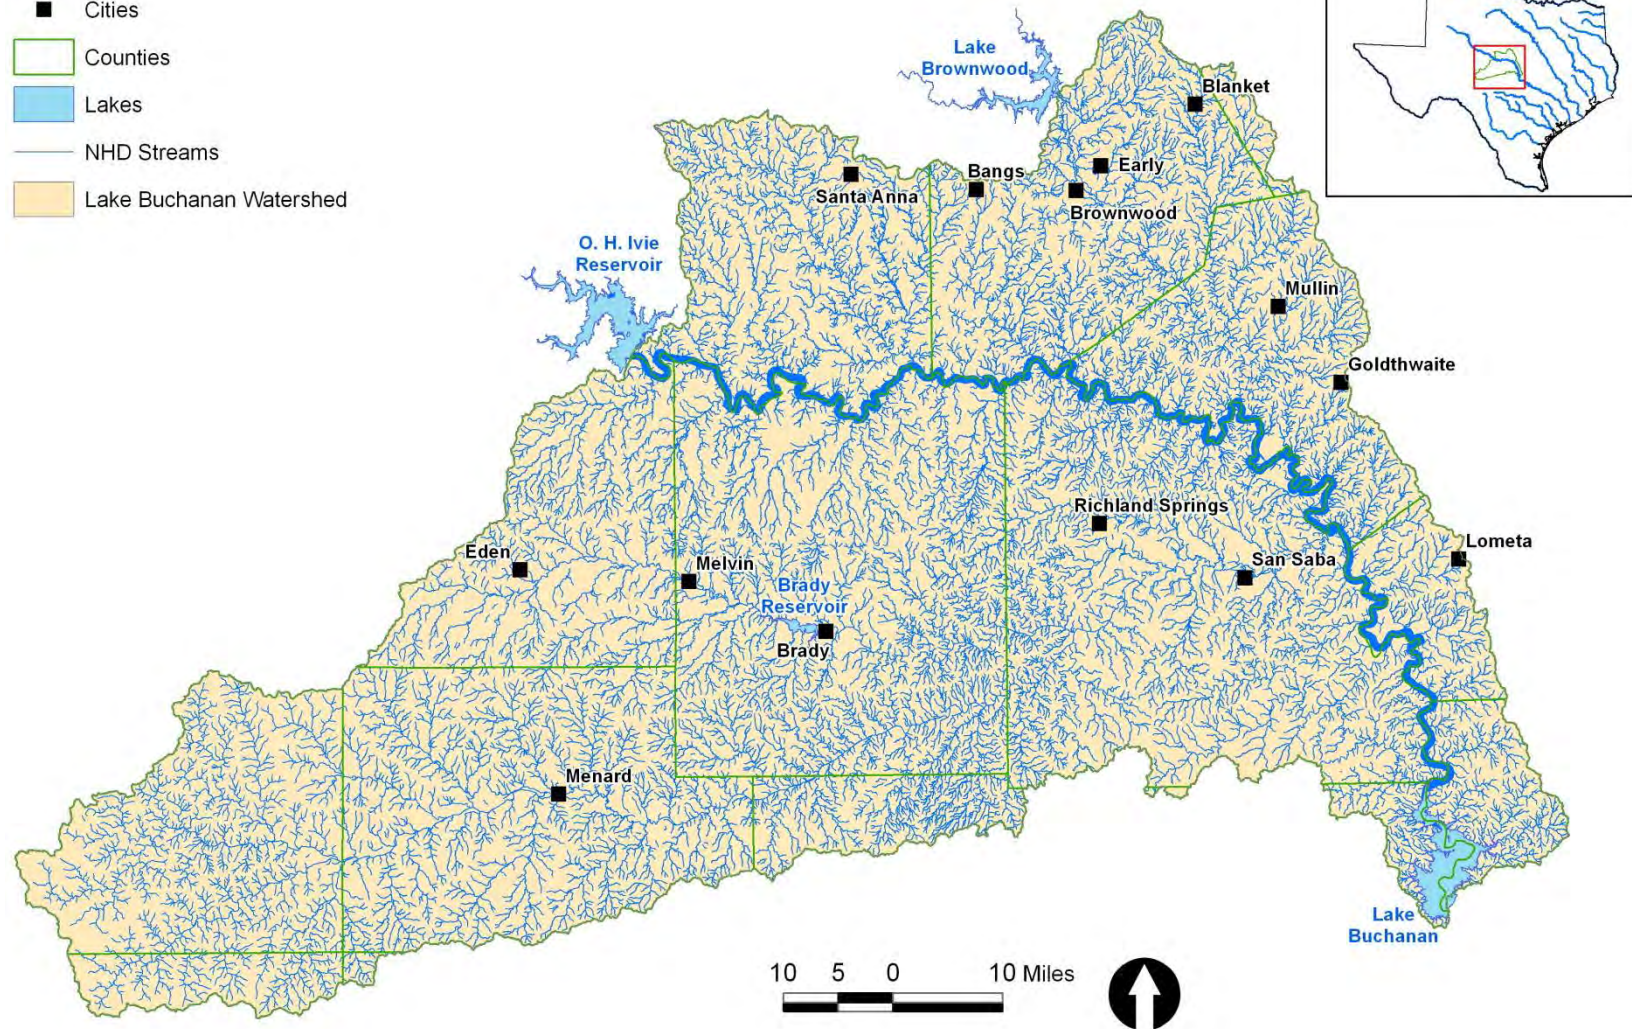 Cities
Counties
Lakes
NHD Streams
Lake Buchanan Watershed
Lake
Brownwood
Blanket
Early
Bangs
Santa Anna
Brownwood
O. H. Ivie
Reservoir
Mullin
Goldthwaite
Richland Springs
Lometa
Eden
Melvin
San Saba
Brady
Reservoir
Brady
Menard
Lake
Buchanan
10 5 0 10 Miles